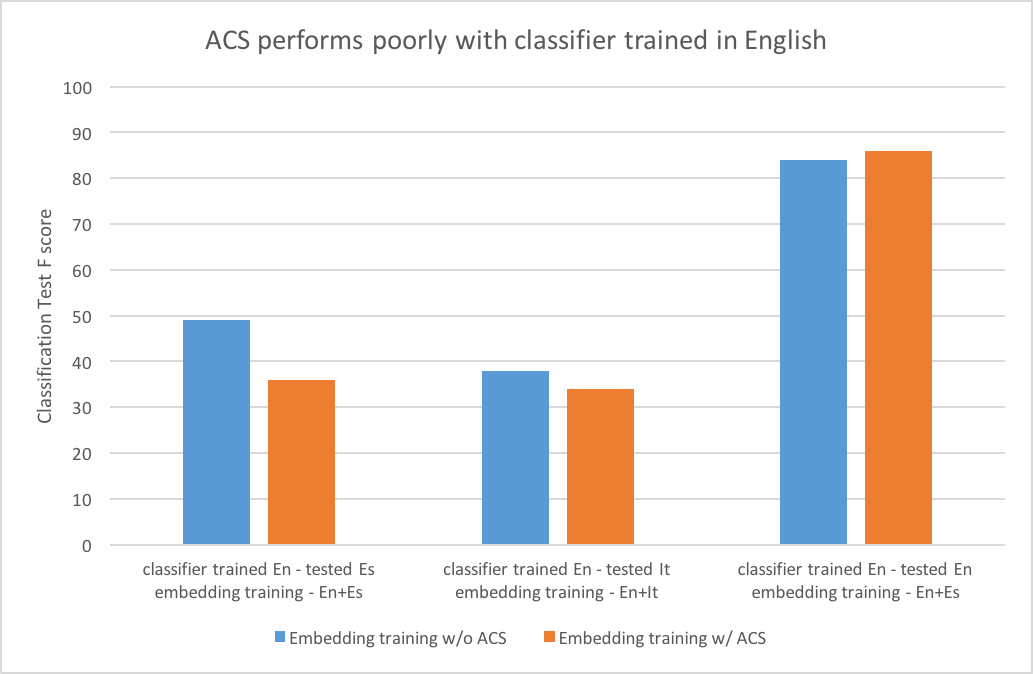 ACS performs poorly with classifier trained in English
Classification Test F score
100
90
80
70
60
50
40
30
20
10
0
classifier trained En - tested Es
embedding training - En+Es
classifier trained En - tested It
embedding training - En+It
classifier trained En - tested En
embedding training - En+Es
Embedding training w/o ACS
Embedding training w/ ACS